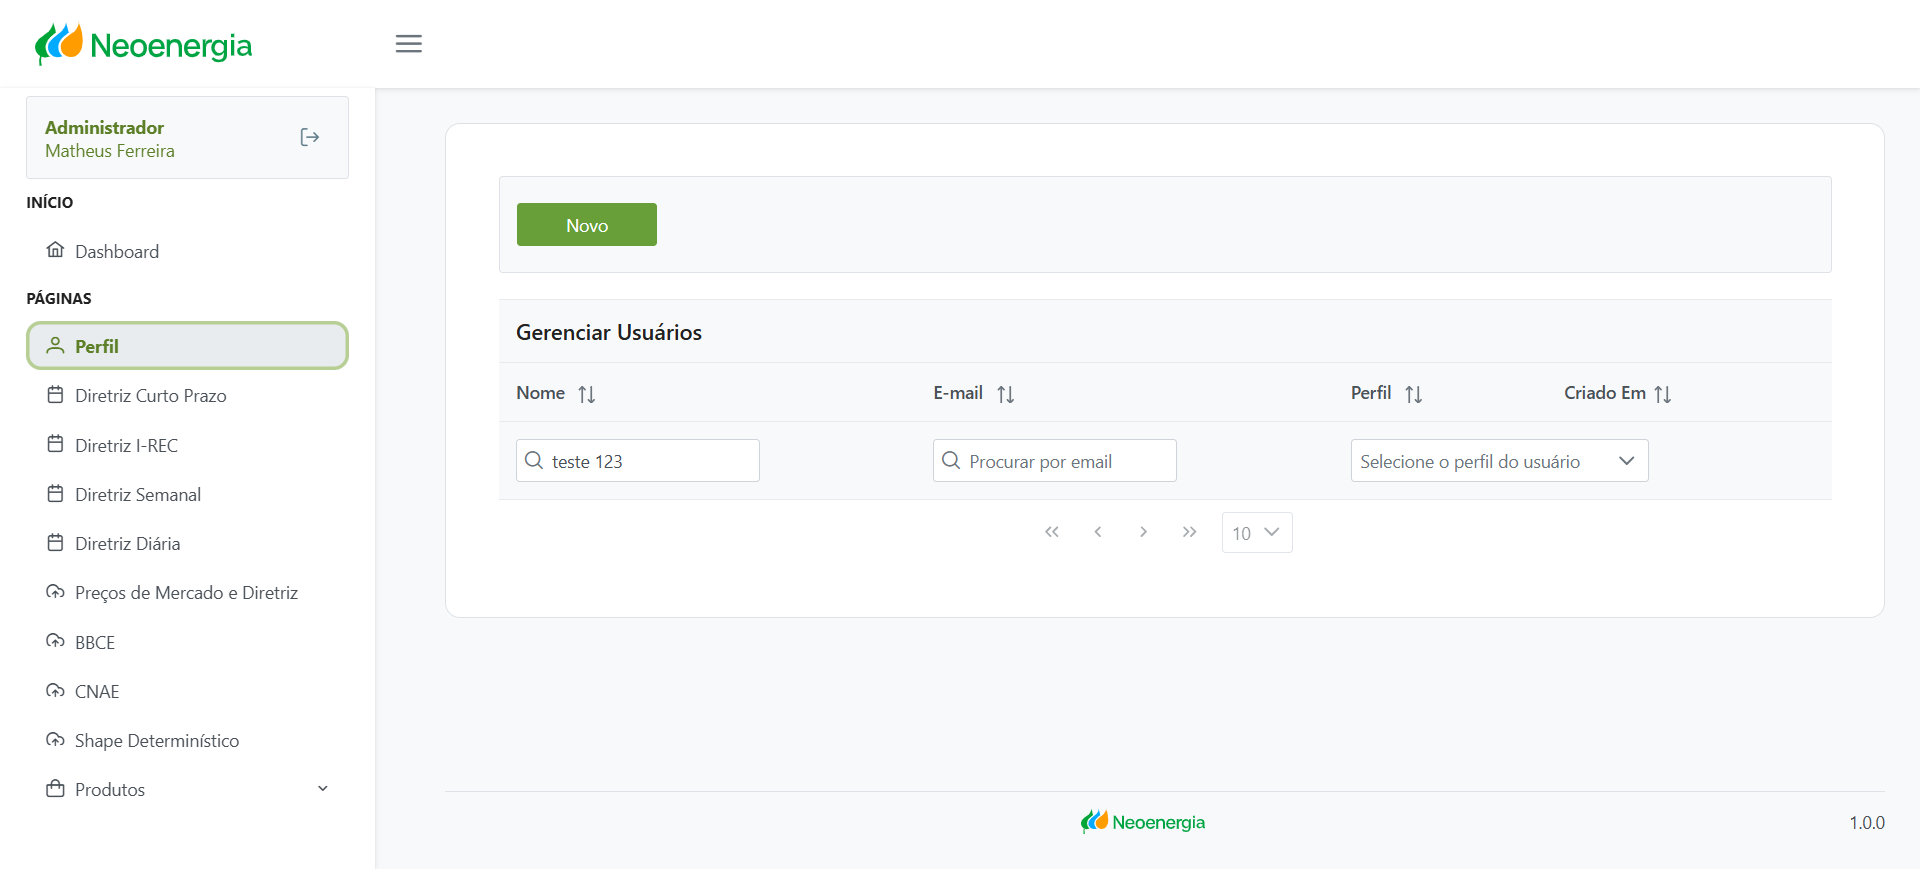 Neoenergia
Administrador
Matheus Ferreira
INÍCIO
Dashboard
PÁGINAS
Perfil
Diretriz Curto Prazo
Diretriz I-REC
Diretriz Semanal
Diretriz Diária
Preços de Mercado e Diretriz
BBCE
CNAE
Shape Determinístico
Produtos
Novo
Gerenciar Usuários
Nome E-mail Perfil Criado Em
teste 123 Procurar por email Selecione o perfil do usuário
10
Neoenergia
1.0.0